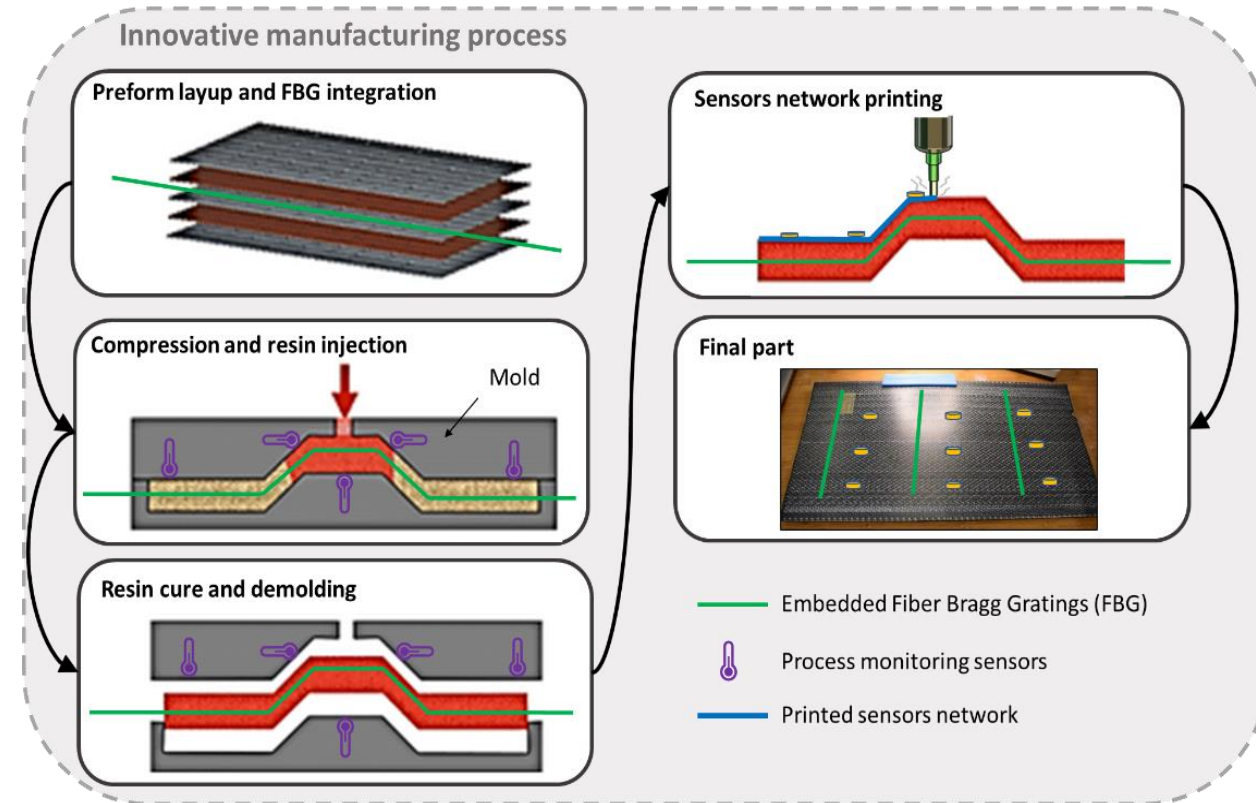 Innovative manufacturing process
Preform layup and FBG integration
Compression and resin injection
Mold
Resin cure and demolding
Sensors network printing
Final part
Embedded Fiber Bragg Gratings (FBG)
Process monitoring sensors
Printed sensors network